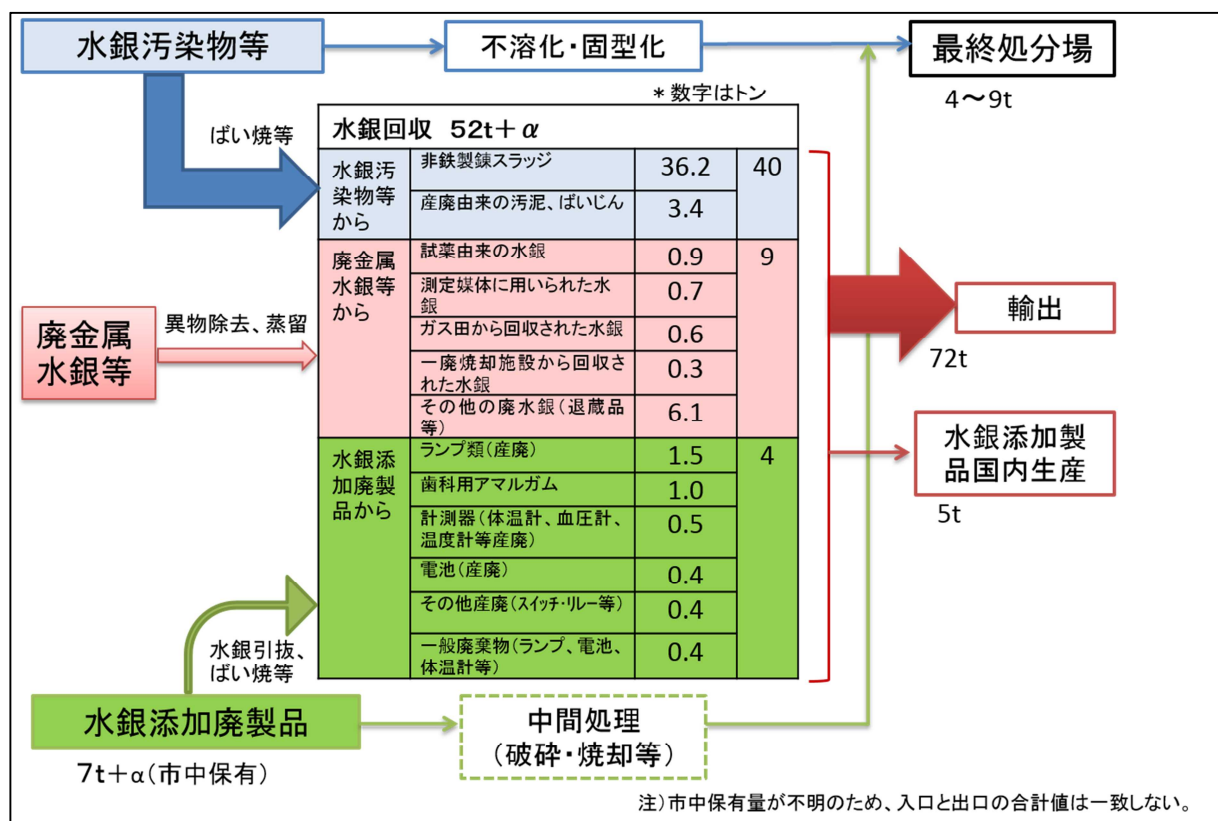 水銀汚染物等
不溶化・固型化
最終処分場
4～9t
＊数字はトン
ばい焼等
水銀回収 52t＋α
水銀汚
染物等
から
非鉄製錬スラッジ
36.2
40
産廃由来の汚泥、ばいじん
3.4
廃金属
水銀等
から
試薬由来の水銀
0.9
9
測定媒体に用いられた水
銀
0.7
ガス田から回収された水銀
0.6
一廃焼却施設から回収さ
れた水銀
0.3
その他の廃水銀（退蔵品
等）
6.1
水銀添
加廃製
品から
ランプ類（産廃）
1.5
4
歯科用アマルガム
1.0
計測器（体温計、血圧計、
温度計等産廃）
0.5
電池（産廃）
0.4
その他産廃（スイッチ・リレー等）
0.4
一般廃棄物（ランプ、電池、
体温計等）
0.4
廃金属
水銀等
異物除去、蒸留
輸出
72t
水銀添加製
品国内生産
5t
水銀引抜、
ばい焼等
水銀添加廃製品
7t＋α（市中保有）
中間処理
（破砕・焼却等）
注）市中保有量が不明のため、入口と出口の合計値は一致しない。